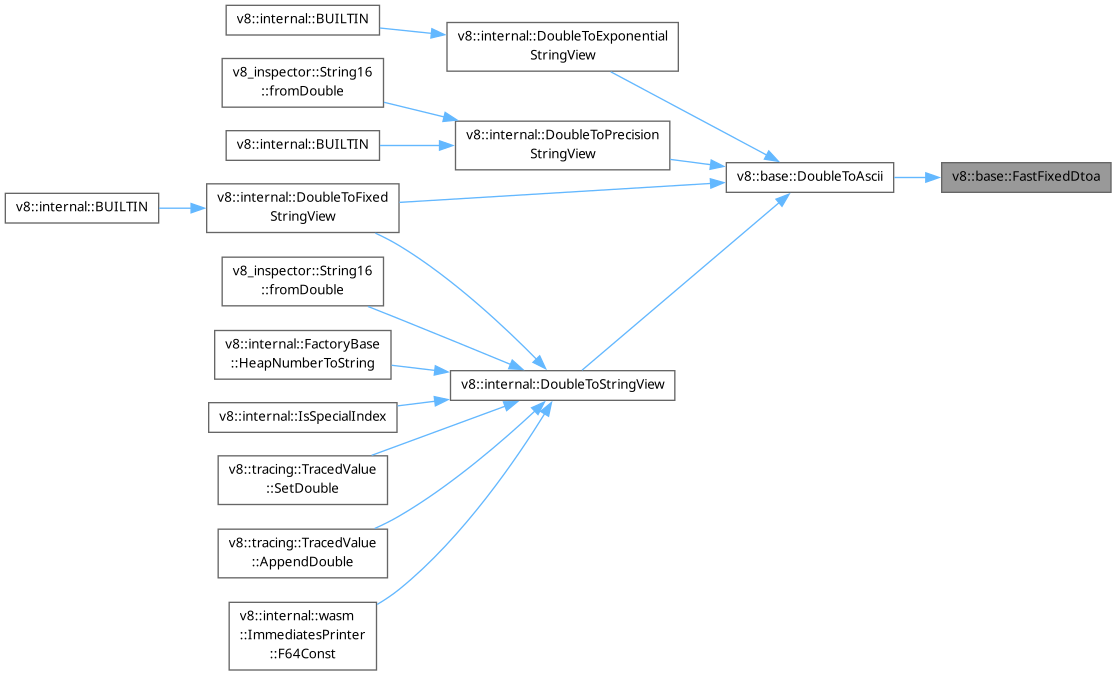 v8::internal::BUILTIN
v8::internal::DoubleToExponential
StringView
v8_inspector::String16
::fromDouble
v8::internal::DoubleToPrecision
StringView
v8::internal::BUILTIN
v8::base::DoubleToAscii
v8::base::FastFixedDtoa
v8::internal::BUILTIN
v8::internal::DoubleToFixed
StringView
v8_inspector::String16
::fromDouble
v8::internal::FactoryBase
::HeapNumberToString
v8::internal::DoubleToStringView
v8::internal::IsSpecialIndex
v8::tracing::TracedValue
::SetDouble
v8::tracing::TracedValue
::AppendDouble
v8::internal::wasm
::ImmediatesPrinter
::F64Const